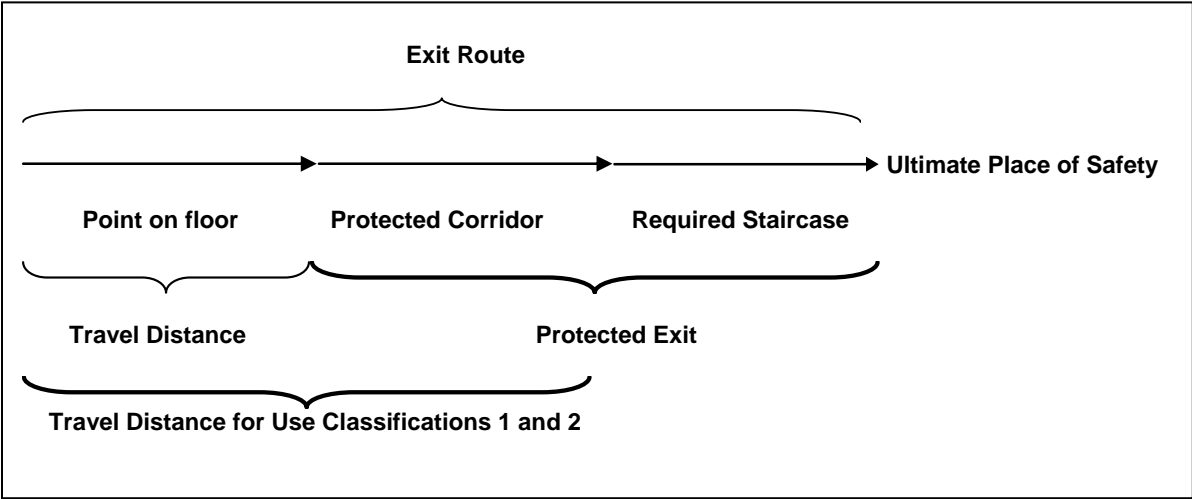 Exit Route
Ultimate Place of Safety
Point on floor
Protected Corridor
Required Staircase
Travel Distance
Protected Exit
Travel Distance for Use Classifications 1 and 2